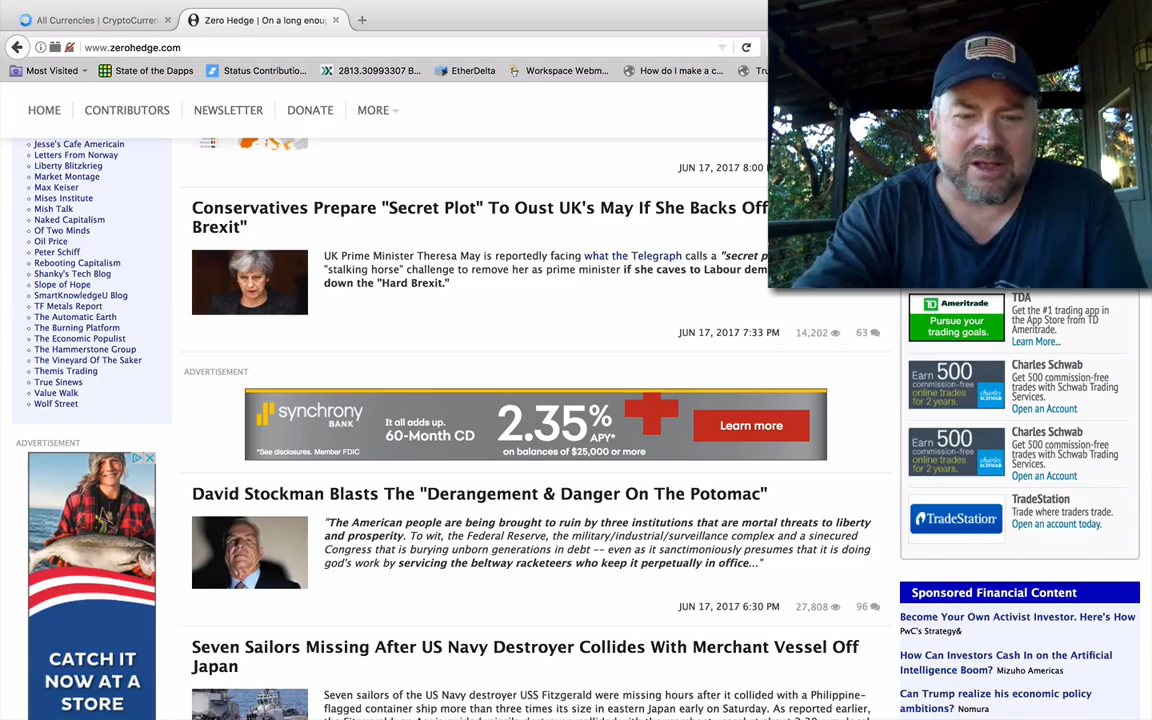 All Currencies | CryptoCurren
Zero Hedge | On a long enou
www.zerohedge.com
Most Visited
State of the Dapps
Status Contributio...
2813.30993307 B...
EtherDelta
Workspace Webm...
How do I make a c...
Tru
HOME
CONTRIBUTORS
NEWSLETTER
DONATE
MORE
Jesse's Cafe Americain
Letters From Norway
Liberty Blitzkrieg
Market Montage
Max Keiser
Mises Institute
Mish Talk
Naked Capitalism
Of Two Minds
Oil Price
Peter Schiff
Rebooting Capitalism
Shanky's Tech Blog
Slope of Hope
SmartKnowledgeU Blog
TF Metals Report
The Automatic Earth
The Burning Platform
The Economic Populist
The Hammerstone Group
The Vineyard Of The Saker
Themis Trading
True Sinews
Value Walk
Wolf Street
ADVERTISEMENT
CATCH IT
NOW AT A
STORE
JUN 17, 2017 8:00
Conservatives Prepare "Secret Plot" To Oust UK's May If She Backs Off
Brexit"
UK Prime Minister Theresa May is reportedly facing what the Telegraph calls a "secret p
"stalking horse" challenge to remove her as prime minister if she caves to Labour dem
down the "Hard Brexit."
JUN 17, 2017 7:33 PM 14,202 63
ADVERTISEMENT
synchrony
BANK
It all adds up.
60-Month CD
*See disclosures. Member FDIC
2.35% APY*
on balances of $25,000 or more
Learn more
David Stockman Blasts The "Derangement & Danger On The Potomac"
"The American people are being brought to ruin by three institutions that are mortal threats to liberty
and prosperity. To wit, the Federal Reserve, the military/industrial/surveillance complex and a sinecured
Congress that is burying unborn generations in debt -- even as it sanctimoniously presumes that it is doing
god's work by servicing the beltway racketeers who keep it perpetually in office..."
JUN 17, 2017 6:30 PM 27,808 96
Seven Sailors Missing After US Navy Destroyer Collides With Merchant Vessel Off
Japan
Seven sailors of the US Navy destroyer USS Fitzgerald were missing hours after it collided with a Philippine-
flagged container ship more than three times its size in eastern Japan early on Saturday. As reported earlier,
Ameritrade
Pursue your
trading goals.
TDA
Get the #1 trading app in
the App Store from TD
Ameritrade.
Learn More...
Earn 500
commission-free
online trades
for 2 years.
charles
SCHWAB
Charles Schwab
Get 500 commission-free
trades with Schwab Trading
Services.
Open an Account
Earn 500
commission-free
online trades
for 2 years.
charles
SCHWAB
Charles Schwab
Get 500 commission-free
trades with Schwab Trading
Services.
Open an Account
TradeStation
TradeStation
Trade where traders trade.
Open an account today.
Sponsored Financial Content
Become Your Own Activist Investor. Here's How
PwC's Strategy&
How Can Investors Cash In on the Artificial
Intelligence Boom? Mizuho Americas
Can Trump realize his economic policy
ambitions? Nomura